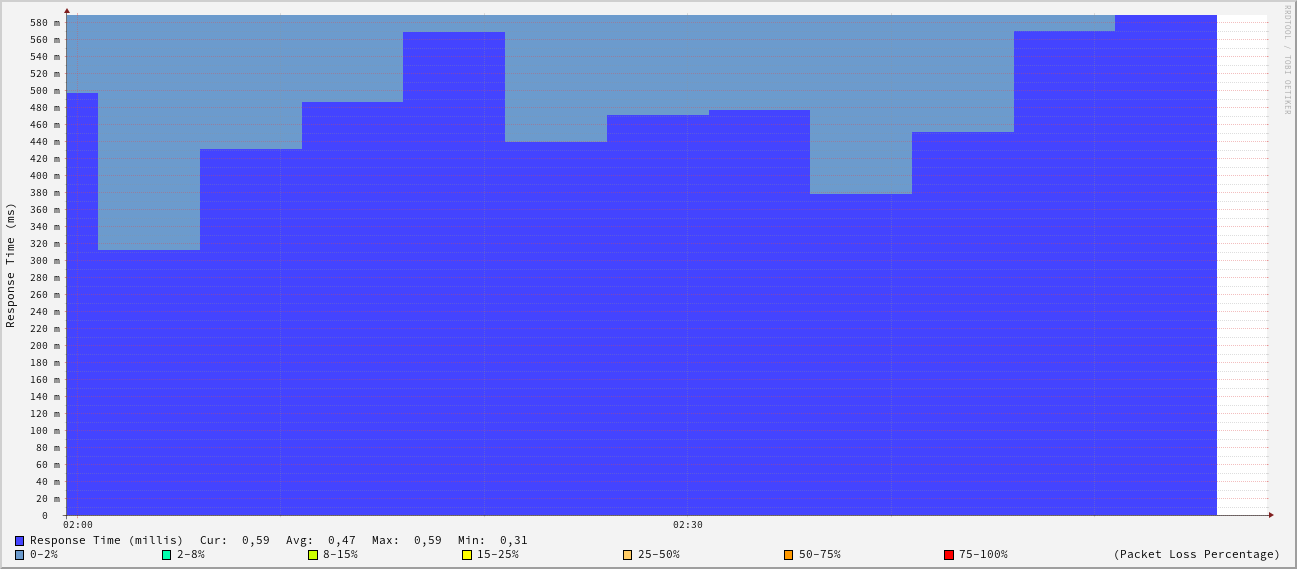 RRDTOOL / TOBI OETIKER
Response Time (ms)
580 m
560 m
540 m
520 m
500 m
480 m
460 m
440 m
420 m
400 m
380 m
360 m
340 m
320 m
300 m
280 m
260 m
240 m
220 m
200 m
180 m
160 m
140 m
120 m
100 m
80 m
60 m
40 m
20 m
0
02:00 02:30
Response Time (millis) Cur: 0,59 Avg: 0,47 Max: 0,59 Min: 0,31
0-2% 2-8% 8-15% 15-25% 25-50% 50-75% 75-100% (Packet Loss Percentage)